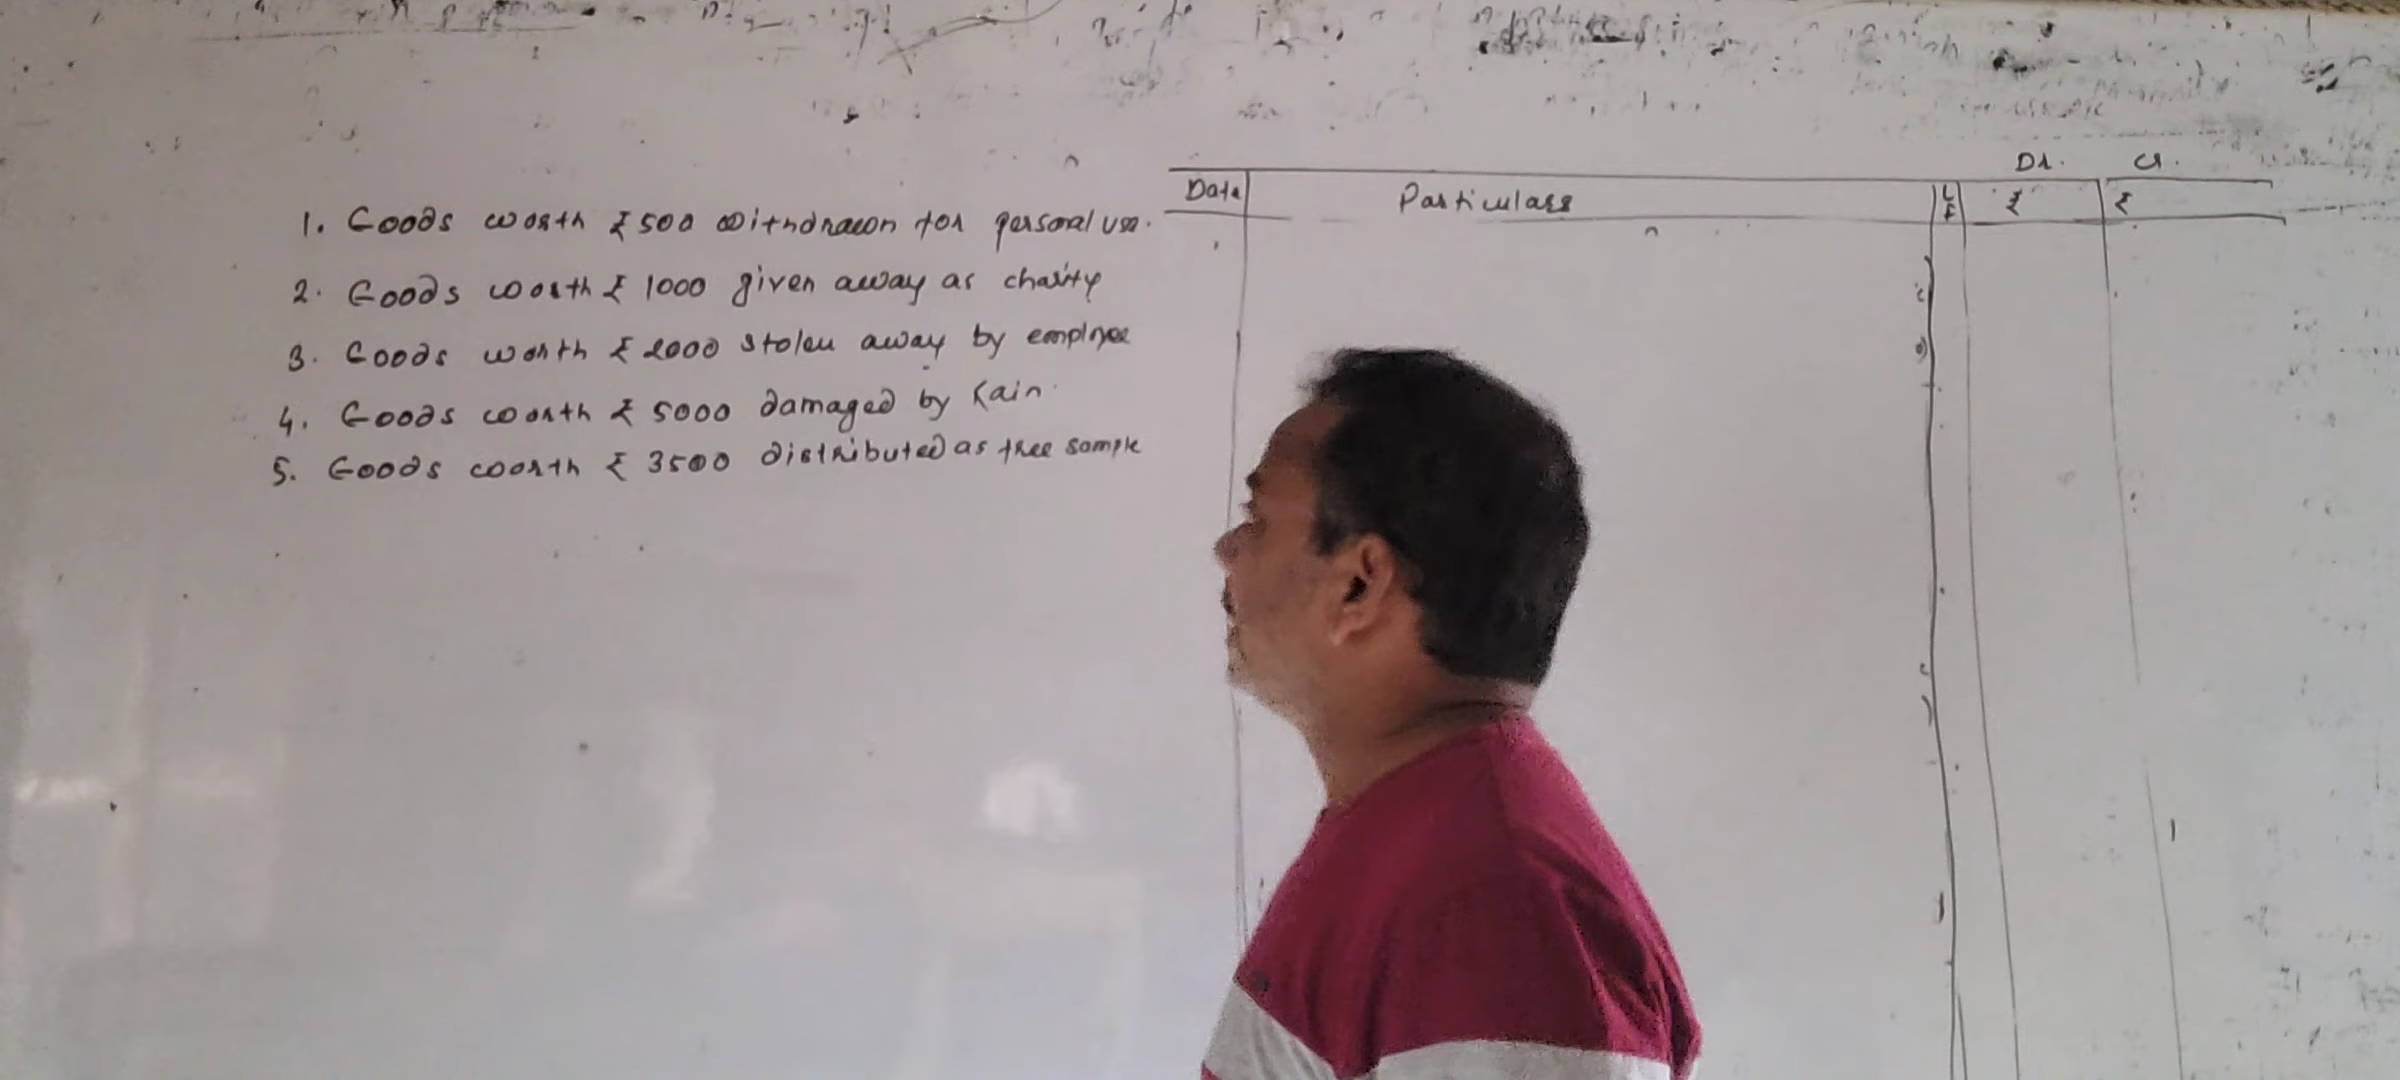 1. Goods worth ₹ 500 withdrawn for personal use.
2. Goods worth ₹ 1000 given away as charity
3. Goods worth ₹ 2000 stolen away by employee
4. Goods worth ₹ 5000 damaged by Rain.
5. Goods worth ₹ 3500 distributed as free sample
Dr. Cr.
Date Particulars LF ₹ ₹